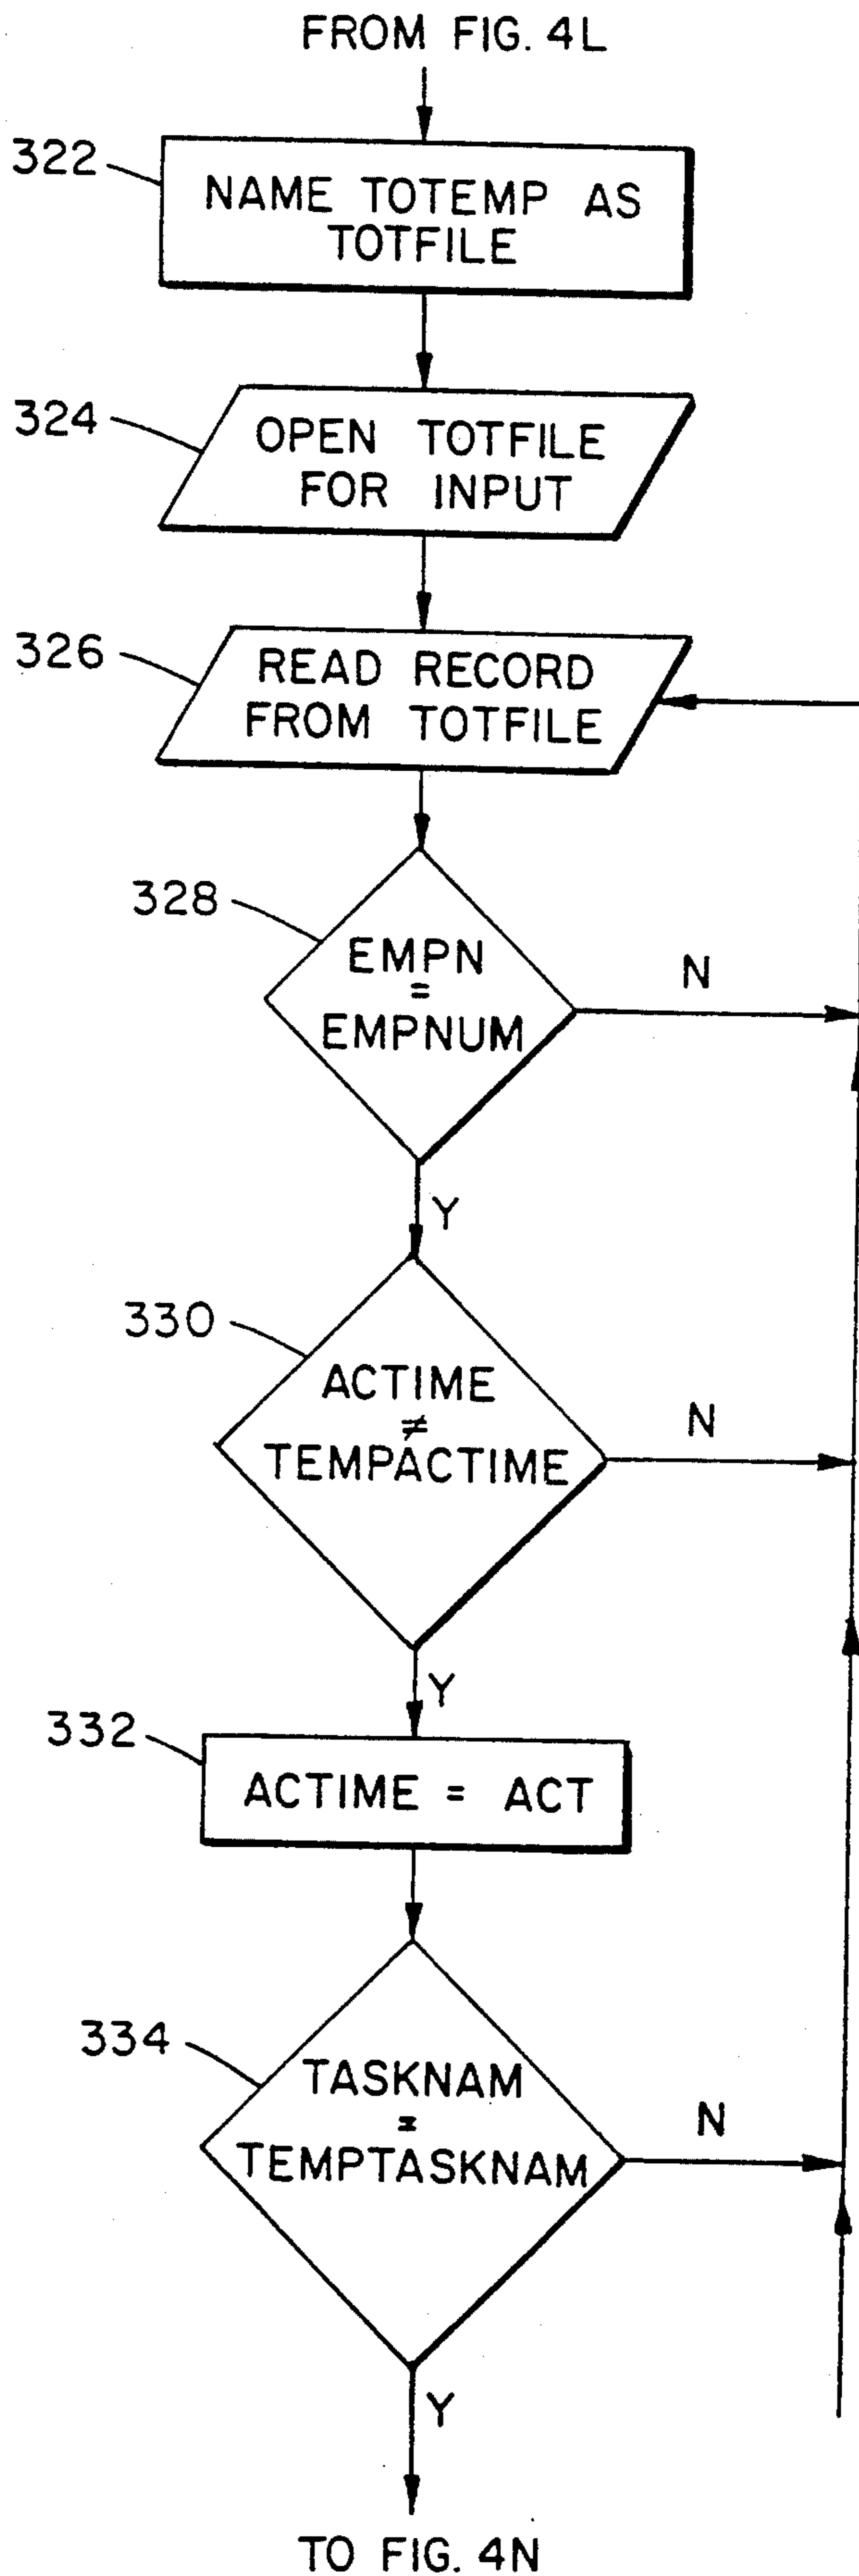 FROM FIG. 4L
322
NAME TOTEMP AS
TOTFILE
324
OPEN TOTFILE
FOR INPUT
326
READ RECORD
FROM TOTFILE
328
EMPN
=
EMPNUM
N
Y
330
ACTIME
≠
TEMPACTIME
N
Y
332
ACTIME = ACT
334
TASKNAM
=
TEMPTASKNAM
N
Y
TO FIG. 4N